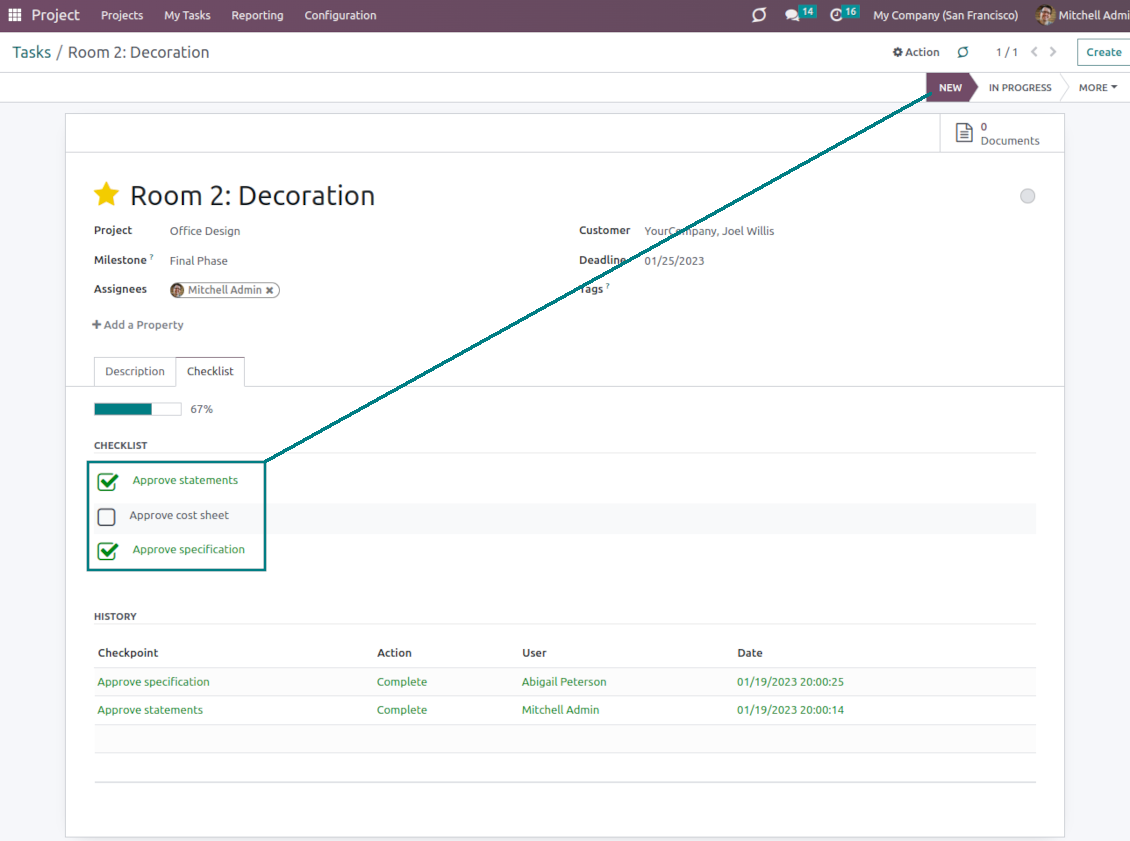 Project Projects My Tasks Reporting Configuration 14 16 My Company (San Francisco) Mitchell Admi
Tasks / Room 2: Decoration Action 1 / 1 Create
NEW IN PROGRESS MORE
0
Documents
Room 2: Decoration
Project Office Design Customer YourCompany, Joel Willis
Milestone ? Final Phase Deadline 01/25/2023
Assignees Mitchell Admin Tags ?
Add a Property
Description Checklist
67%
CHECKLIST
Approve statements
Approve cost sheet
Approve specification
HISTORY
Checkpoint Action User Date
Approve specification Complete Abigail Peterson 01/19/2023 20:00:25
Approve statements Complete Mitchell Admin 01/19/2023 20:00:14